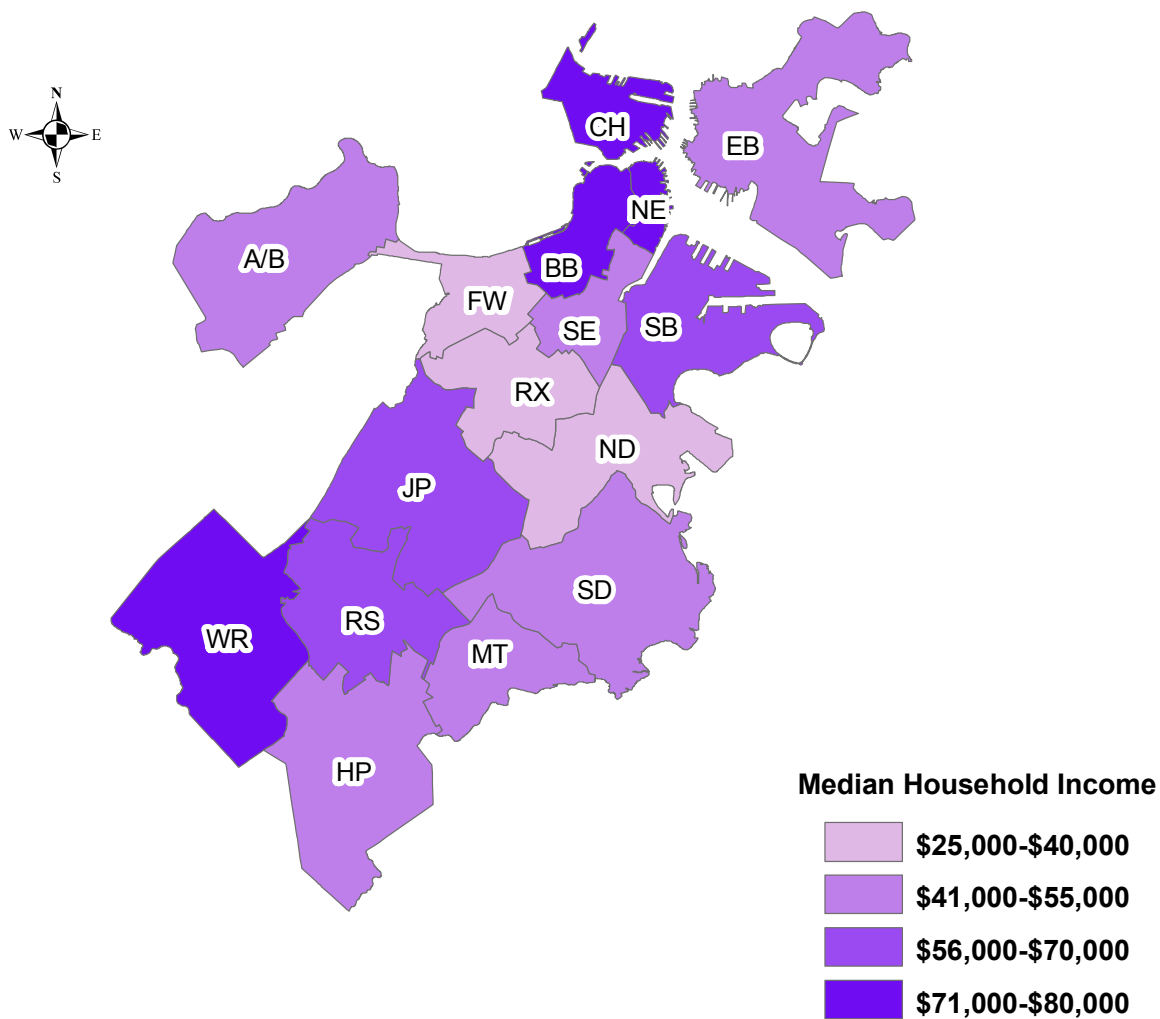 N
W E
S
CH
EB
NE
A/B
BB
FW
SE
SB
RX
ND
JP
SD
RS
WR
MT
HP
Median Household Income
$25,000-$40,000
$41,000-$55,000
$56,000-$70,000
$71,000-$80,000